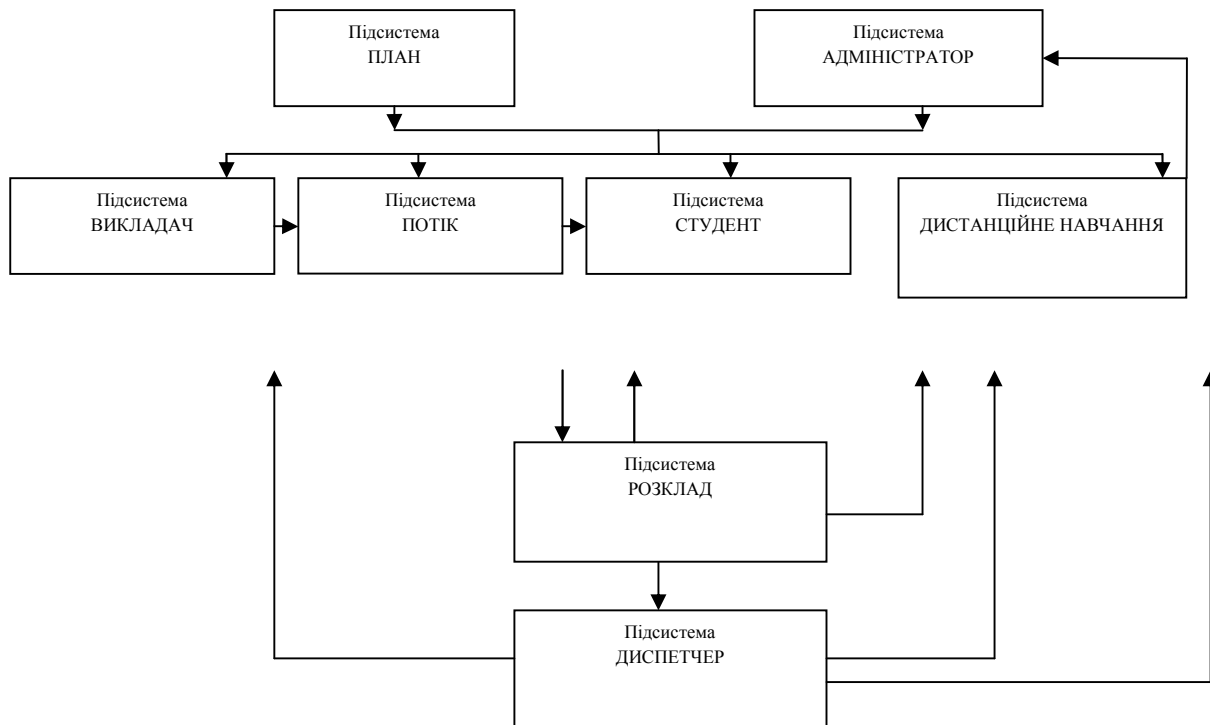 Підсистема
ПЛАН
Підсистема
АДМІНІСТРАТОР
Підсистема
ВИКЛАДАЧ
Підсистема
ПОТІК
Підсистема
СТУДЕНТ
Підсистема
ДИСТАНЦІЙНЕ НАВЧАННЯ
Підсистема
РОЗКЛАД
Підсистема
ДИСПЕТЧЕР